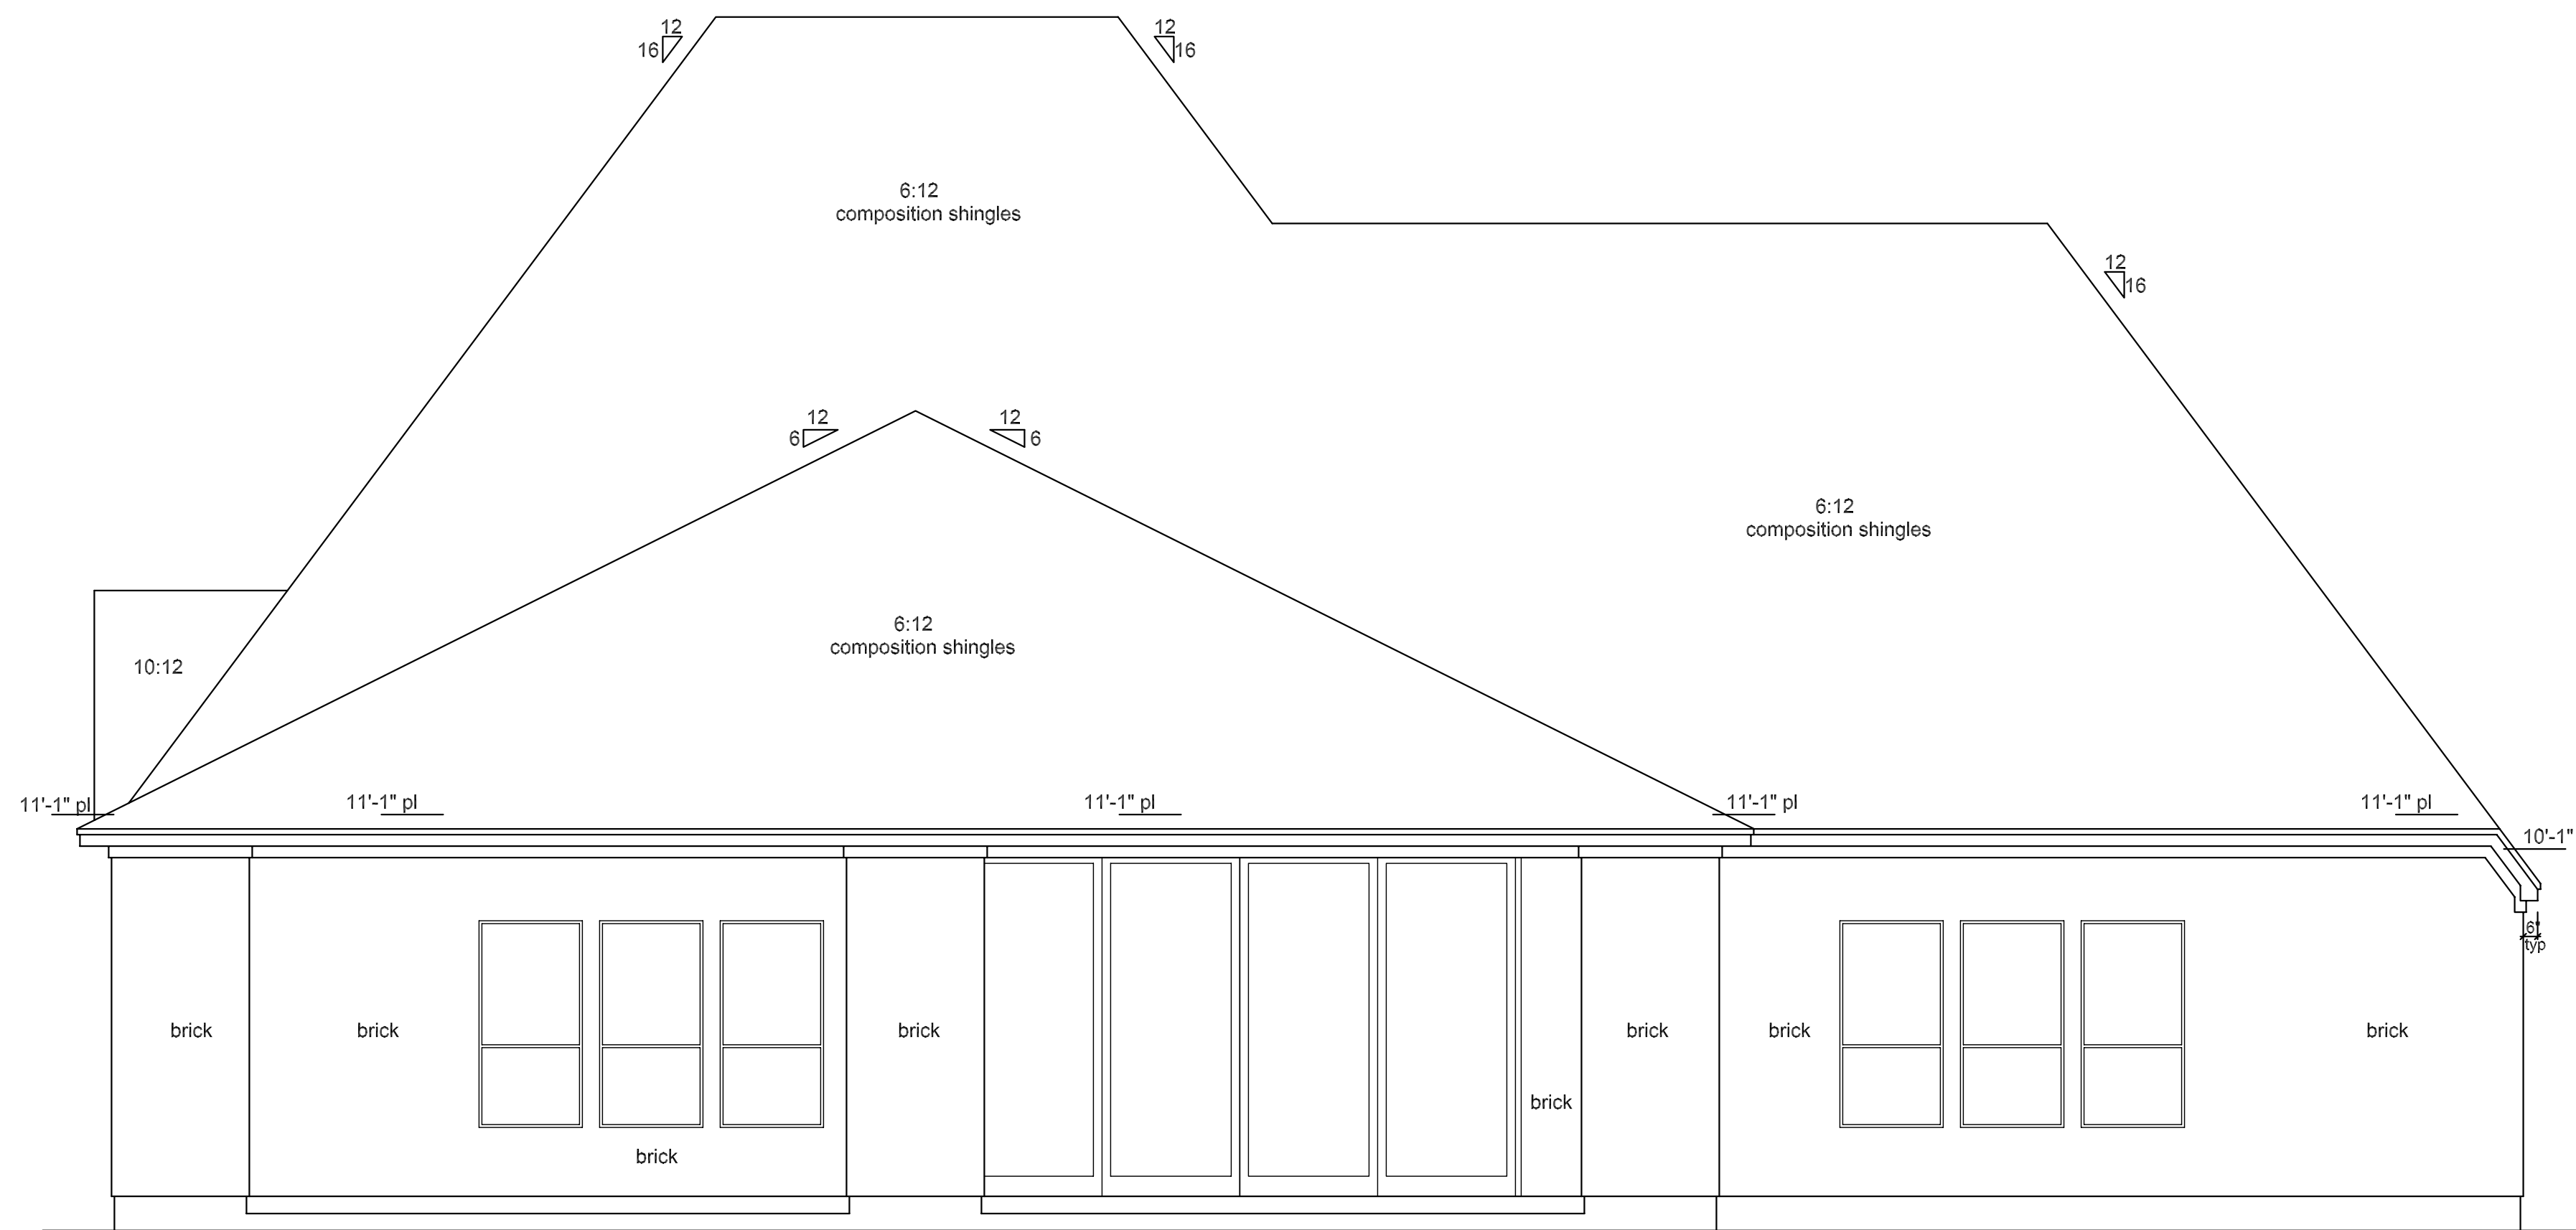 12
16
12
16
6:12
composition shingles
12
16
12
6
12
6
6:12
composition shingles
6:12
composition shingles
10:12
11'-1" pl
11'-1" pl
11'-1" pl
11'-1" pl
11'-1" pl
10'-1"
6"
typ
brick
brick
brick
brick
brick
brick
brick
brick